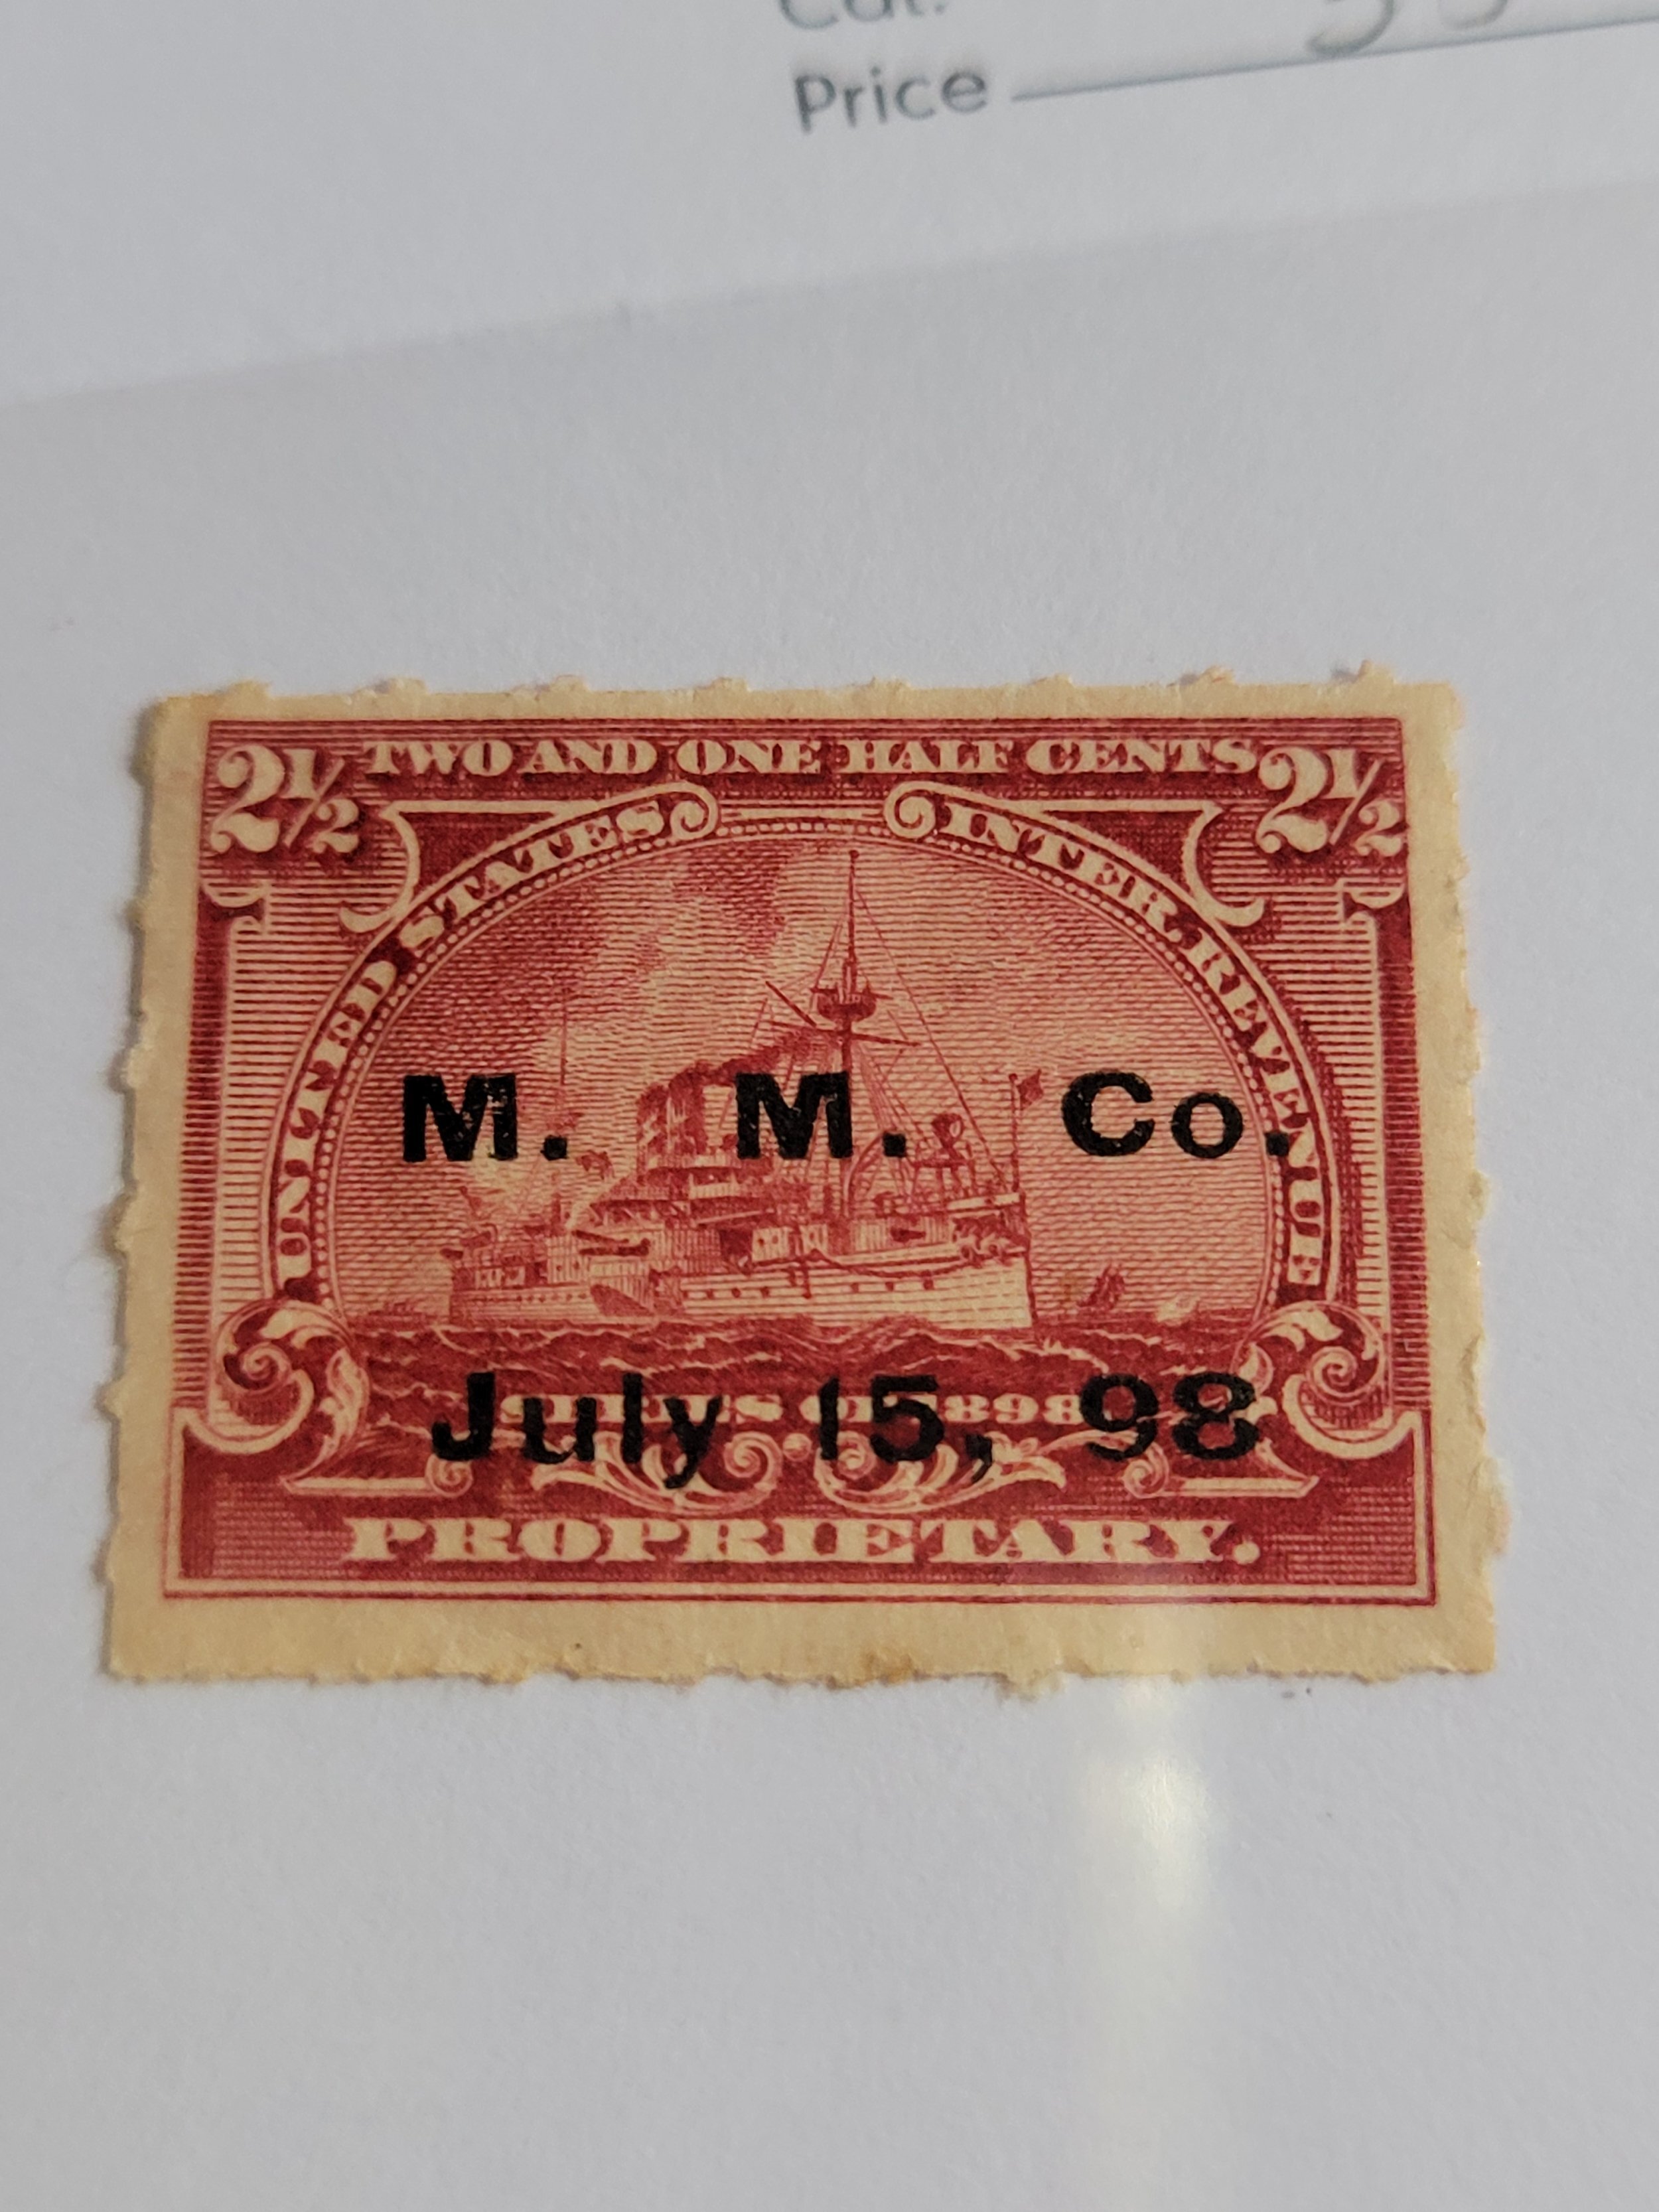 Cat.
Price
2½ TWO AND ONE HALF CENTS 2½
UNITED STATES INTER. REVENUE
M. M. Co.
July 15, 98
PROPRIETARY.